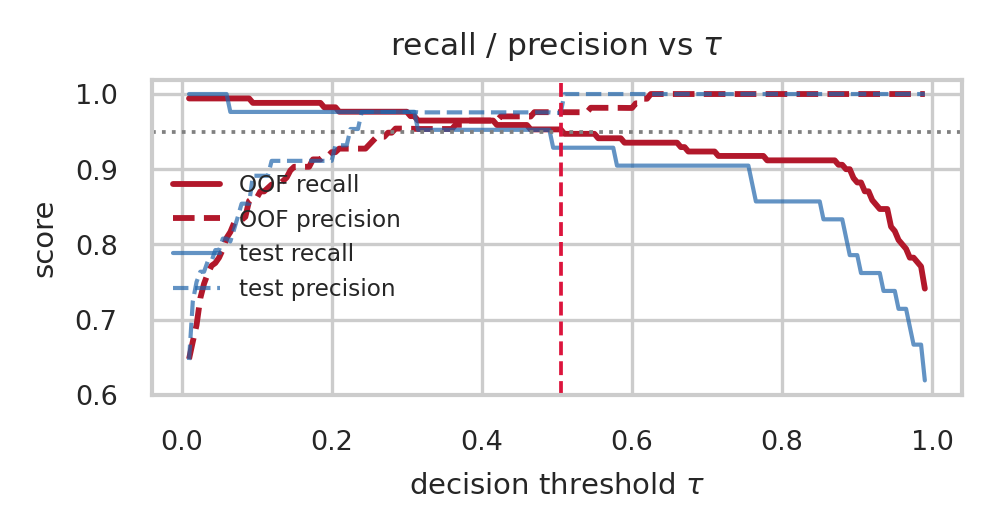 recall / precision vs τ
1.0
0.9
0.8
0.7
0.6
score
OOF recall
OOF precision
test recall
test precision
0.0 0.2 0.4 0.6 0.8 1.0
decision threshold τ